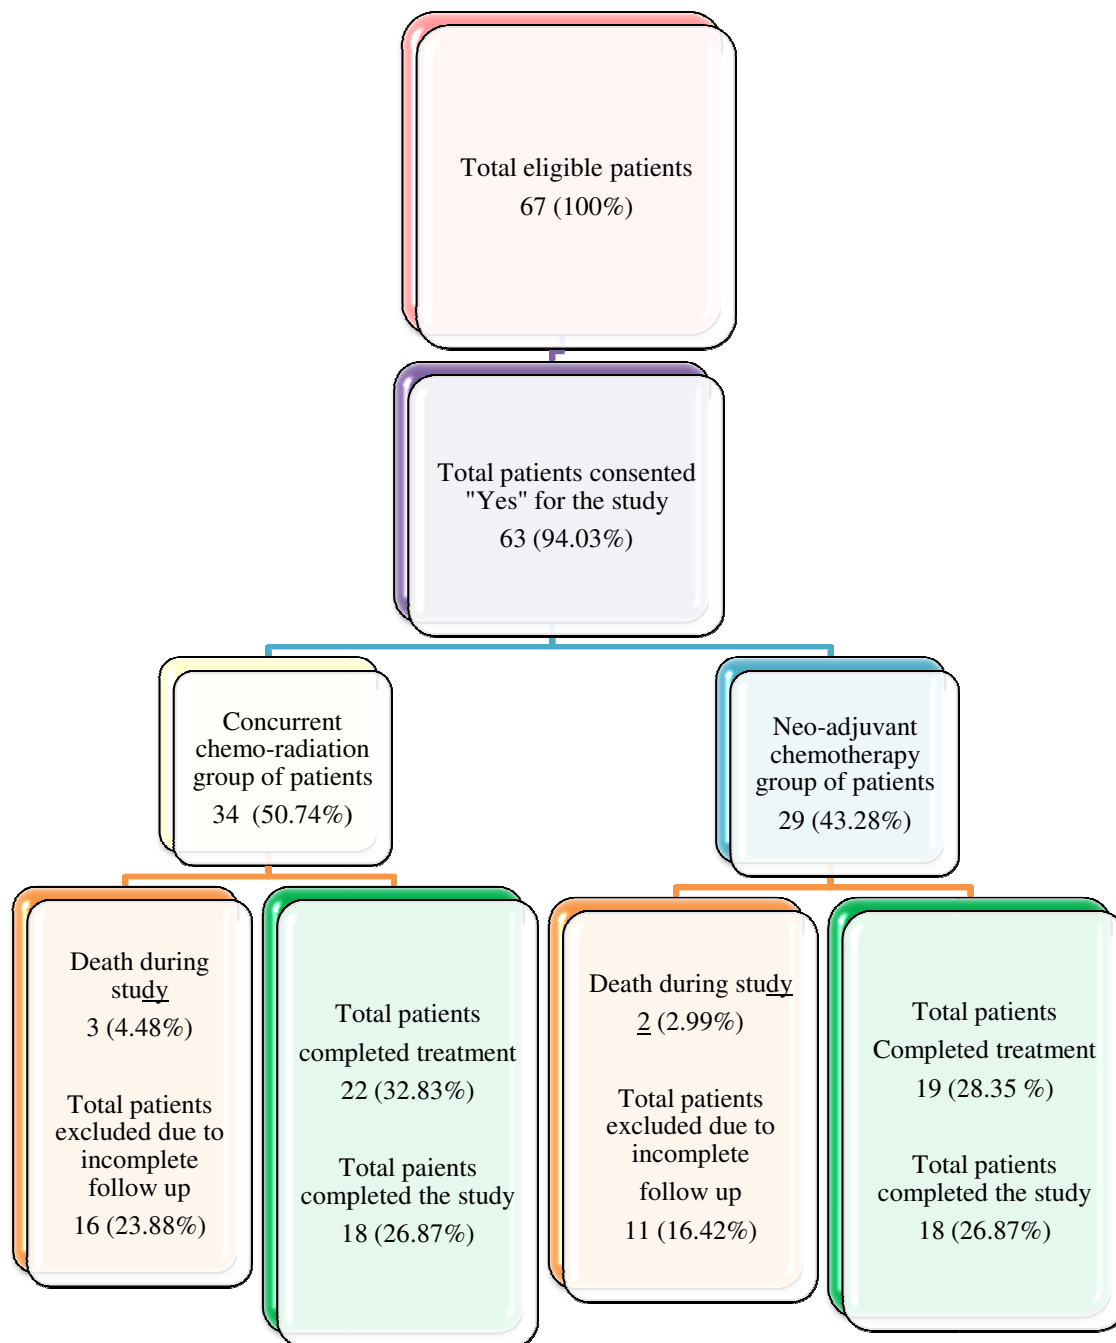 Total eligible patients
67 (100%)
Total patients consented
"Yes" for the study
63 (94.03%)
Concurrent
chemo-radiation
group of patients
34 (50.74%)
Neo-adjuvant
chemotherapy
group of patients
29 (43.28%)
Death during
study
3 (4.48%)
Total patients
excluded due to
incomplete
follow up
16 (23.88%)
Total patients
completed treatment
22 (32.83%)
Total paients
completed the study
18 (26.87%)
Death during study
2 (2.99%)
Total patients
excluded due to
incomplete
follow up
11 (16.42%)
Total patients
Completed treatment
19 (28.35 %)
Total patients
completed the study
18 (26.87%)